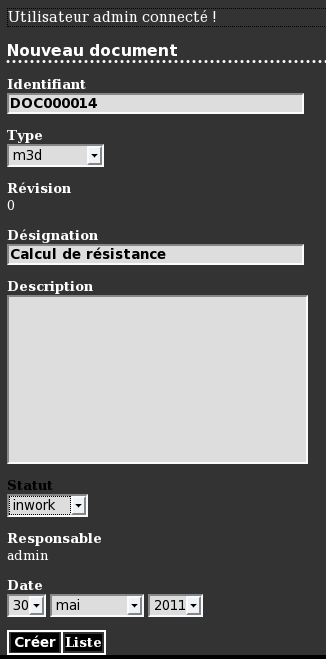 Utilisateur admin connecté !
Nouveau document
Identifiant
DOC000014
Type
m3d
Révision
0
Désignation
Calcul de résistance
Description
Statut
inwork
Responsable
admin
Date
30 mai 2011
Créer Liste